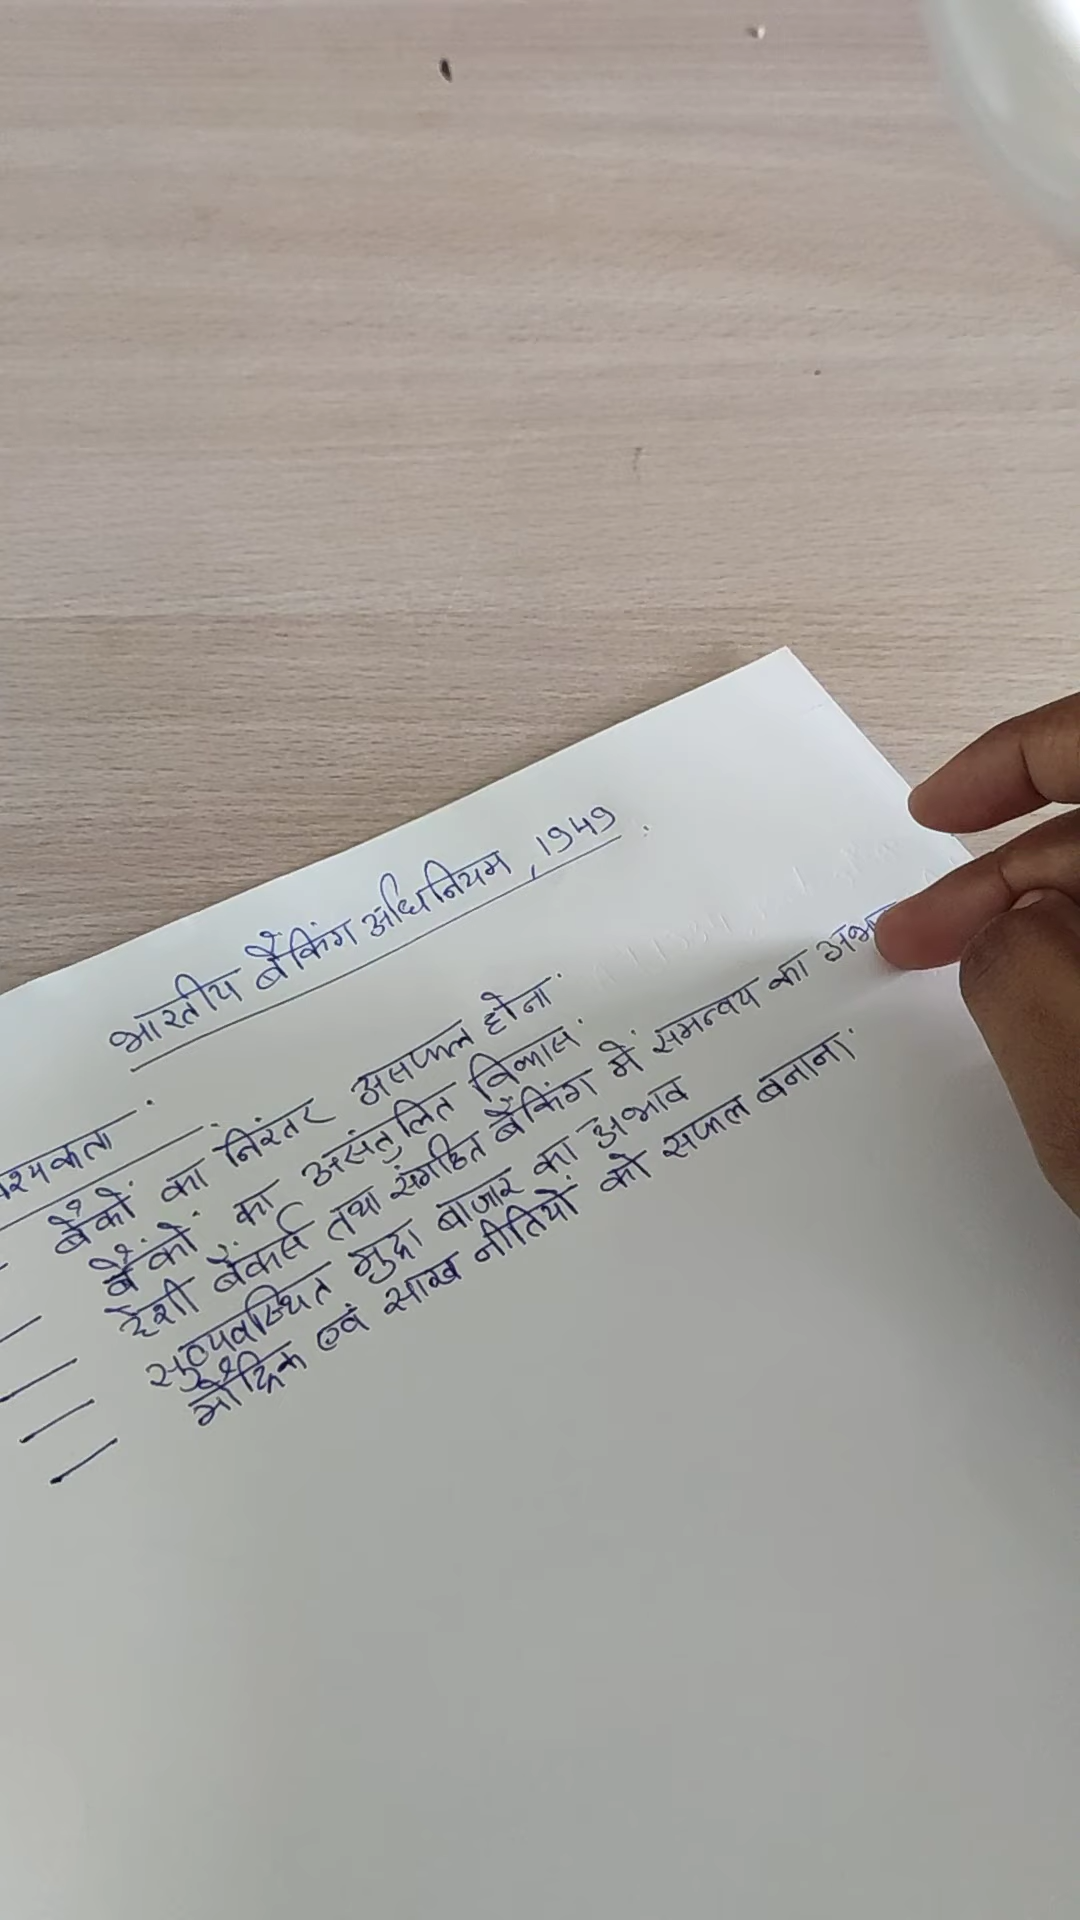 भारतीय बैंकिंग अधिनियम, 1949
श्यकता
बैंकों का निरंतर असफल होना
बैंकों का असंतुलित विकास
देशी बैंकर्स तथा संगठित बैंकिंग में समन्वय का अभाव
सुव्यवस्थित मुद्रा बाजार का अभाव
मौद्रिक एवं साख नीतियों को सफल बनाना